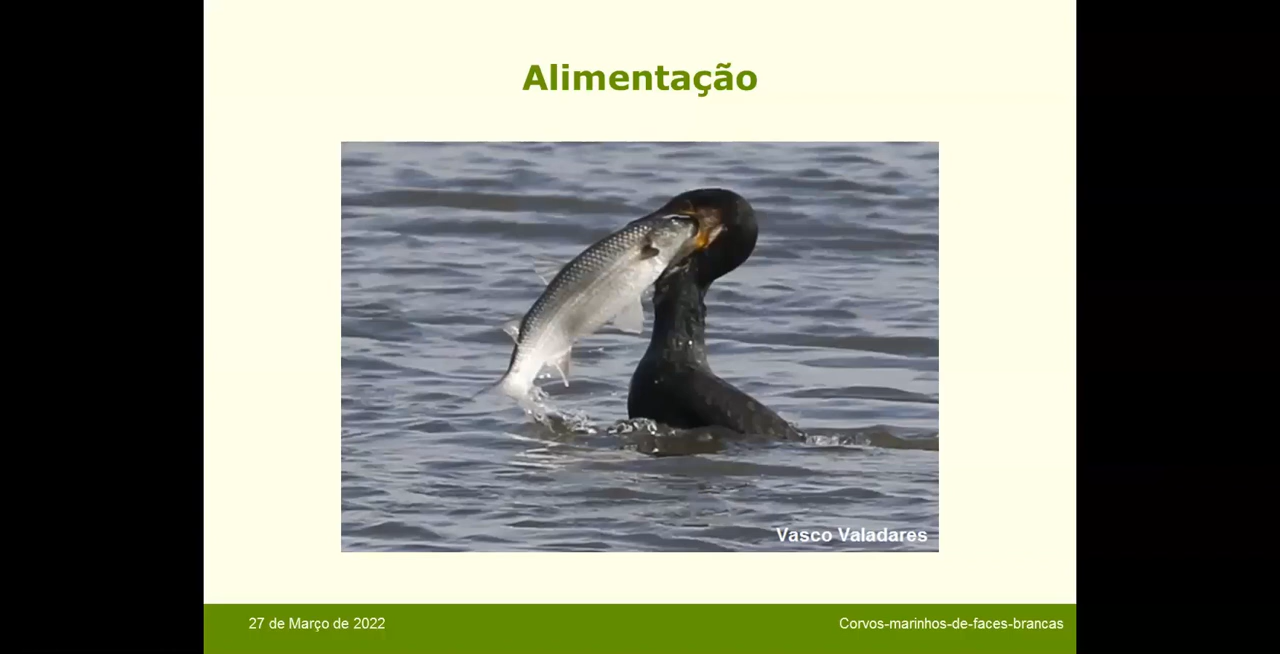 Alimentação
Vasco Valadares
27 de Março de 2022
Corvos-marinhos-de-faces-brancas